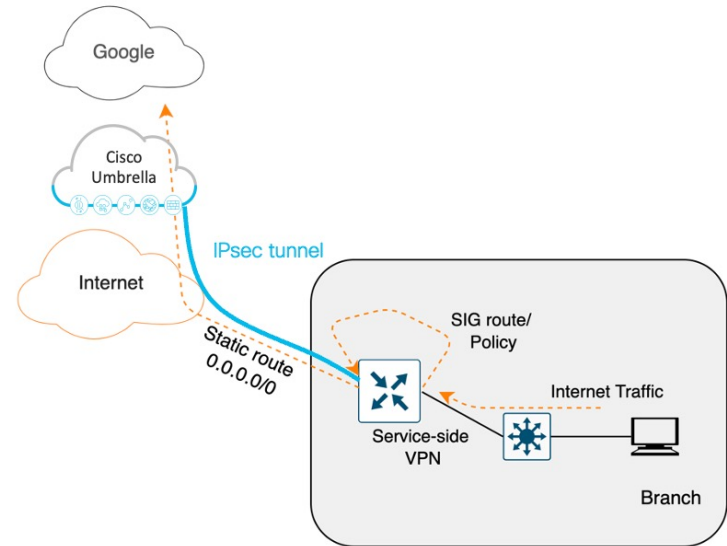 Google
Cisco
Umbrella
IPsec tunnel
Internet
Static route
0.0.0.0/0
SIG route/
Policy
Internet Traffic
Service-side
VPN
Branch